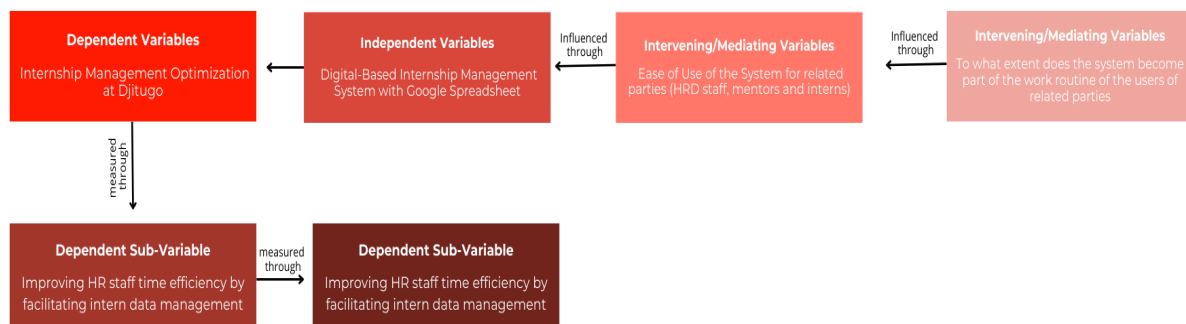 Dependent Variables
Internship Management Optimization
at Djitugo
Independent Variables
Digital-Based Internship Management
System with Google Spreadsheet
Influenced
through
Intervening/Mediating Variables
Ease of Use of the System for related
parties (HRD staff, mentors and interns)
Influenced
through
Intervening/Mediating Variables
To what extent does the system become
part of the work routine of the users of
related parties
measured
through
Dependent Sub-Variable
Improving HR staff time efficiency by
facilitating intern data management
measured
through
Dependent Sub-Variable
Improving HR staff time efficiency by
facilitating intern data management